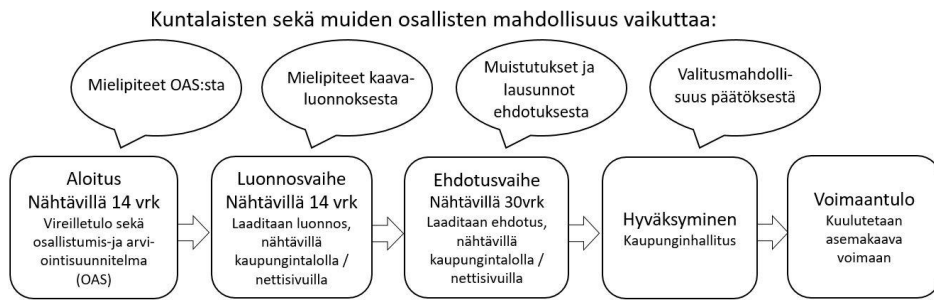 Kuntalaisten sekä muiden osallisten mahdollisuus vaikuttaa:
Mielipiteet OAS:sta
Mielipiteet kaava-
luonnoksesta
Muistutukset ja
lausunnot
ehdotuksesta
Valitusmahdolli-
suus päätöksestä
Aloitus
Nähtävillä 14 vrk
Vireilletulo sekä
osallistumis-ja arvi-
ointisuunnitelma
(OAS)
Luonnosvaihe
Nähtävillä 14 vrk
Laaditaan luonnos,
nähtävillä
kaupungintalolla /
nettisivuilla
Ehdotusvaihe
Nähtävillä 30vrk
Laaditaan ehdotus,
nähtävillä
kaupungintalolla /
nettisivuilla
Hyväksyminen
Kaupunginhallitus
Voimaantulo
Kuulutetaan
asemakaava
voimaan